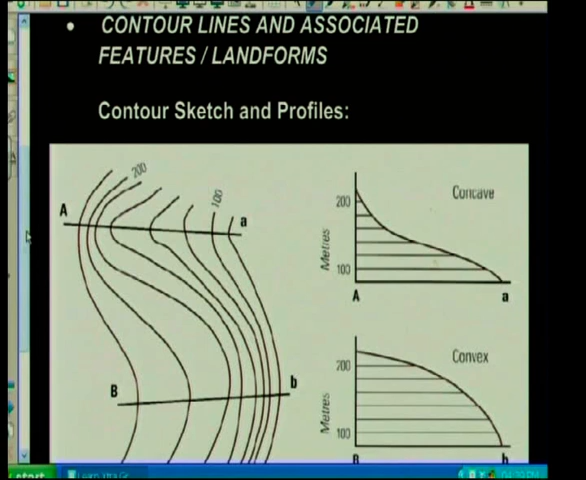 • CONTOUR LINES AND ASSOCIATED
FEATURES / LANDFORMS
Contour Sketch and Profiles:
200
100
A
a
B
b
200
Metres
100
Concave
A
a
200
Metres
100
Convex
B
b
start